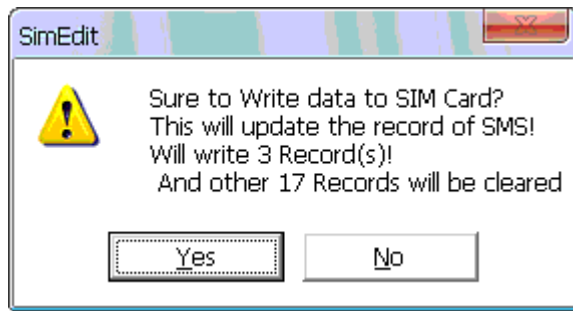 SimEdit
Sure to Write data to SIM Card?
This will update the record of SMS!
Will write 3 Record(s)!
And other 17 Records will be cleared
Yes
No